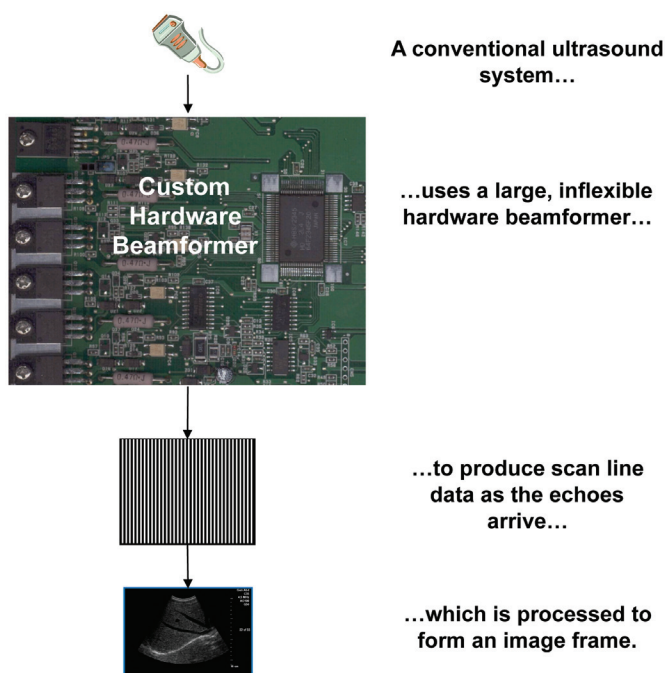 A conventional ultrasound
system…
Custom
Hardware
Beamformer
…uses a large, inflexible
hardware beamformer…
…to produce scan line
data as the echoes
arrive…
…which is processed to
form an image frame.